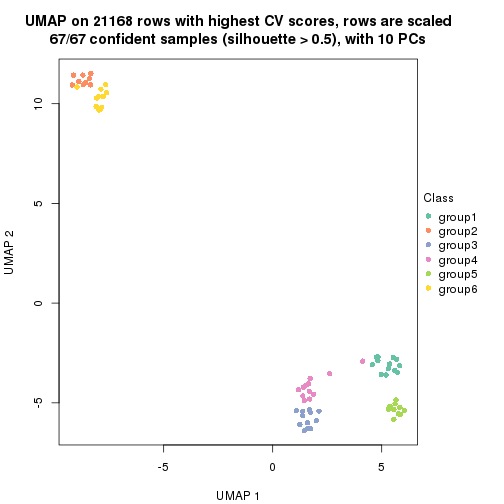 UMAP on 21168 rows with highest CV scores, rows are scaled
67/67 confident samples (silhouette > 0.5), with 10 PCs
UMAP 2
10
5
0
-5
-5
0
5
UMAP 1
Class
group1
group2
group3
group4
group5
group6